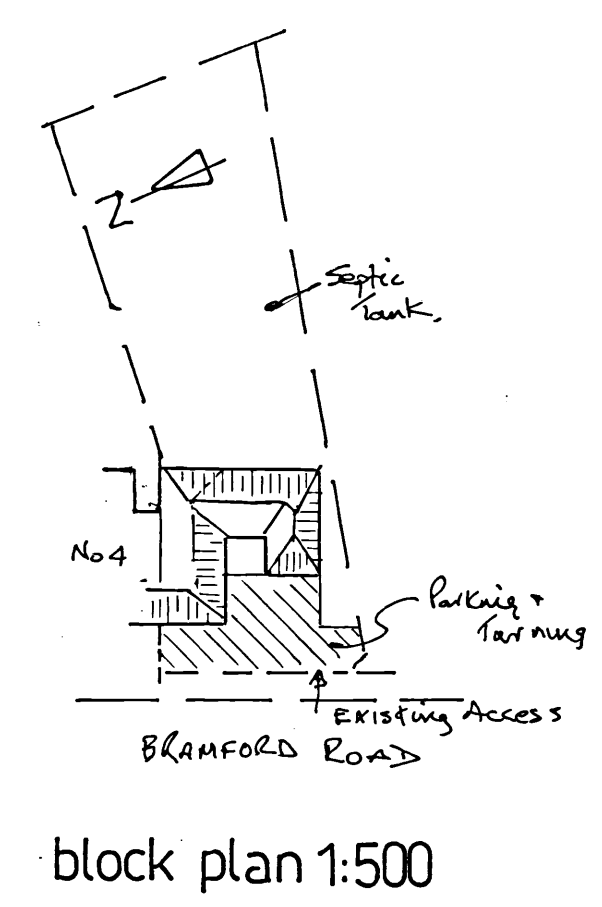 N
Septic
Tank.
No 4
Parking +
Turning
Existing Access
BRAMFORD ROAD
block plan 1:500